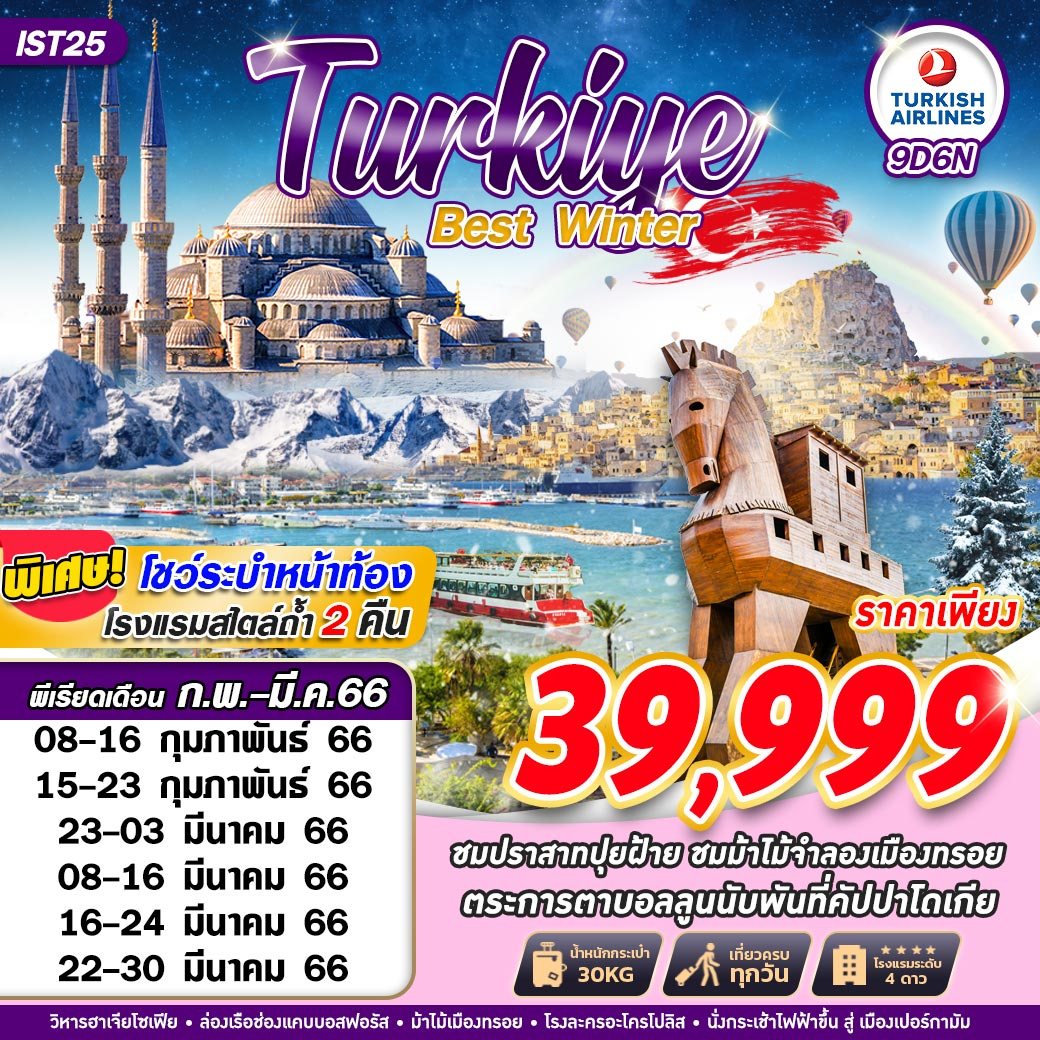 IST25
Turkiye
Best Winter
TURKISH
AIRLINES
9D6N
พิเศษ! โชว์ระบำหน้าท้อง
โรงแรมสไตล์ถ้ำ 2 คืน
พีเรียดเดือน ก.พ.-มี.ค.66
08-16 กุมภาพันธ์ 66
15-23 กุมภาพันธ์ 66
23-03 มีนาคม 66
08-16 มีนาคม 66
16-24 มีนาคม 66
22-30 มีนาคม 66
ราคาเพียง
39,999
ชมปราสาทปุยฝ้าย ชมม้าไม้จำลองเมืองทรอย
ตระการตาบอลลูนนับพันที่คัปปาโดเกีย
น้ำหนักกระเป๋า
30KG
เที่ยวครบ
ทุกวัน
โรงแรมระดับ
4 ดาว
วิหารฮาเจียโซเฟีย • ล่องเรือช่องแคบบอสฟอรัส • ม้าไม้เมืองทรอย • โรงละครอะโครโปลิส • นั่งกระเช้าไฟฟ้าขึ้น สู่ เมืองเปอร์กามัม